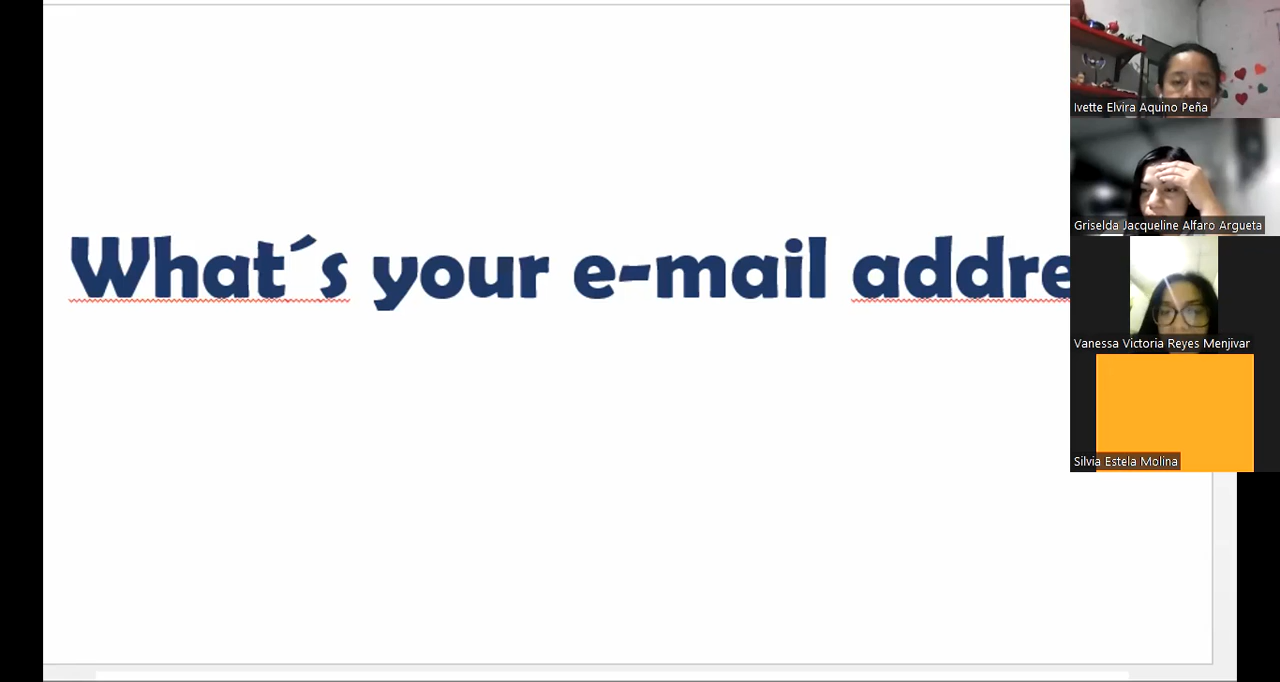 What´s your e-mail addre
Ivette Elvira Aquino Peña
Griselda Jacqueline Alfaro Argueta
Vanessa Victoria Reyes Menjivar
Silvia Estela Molina